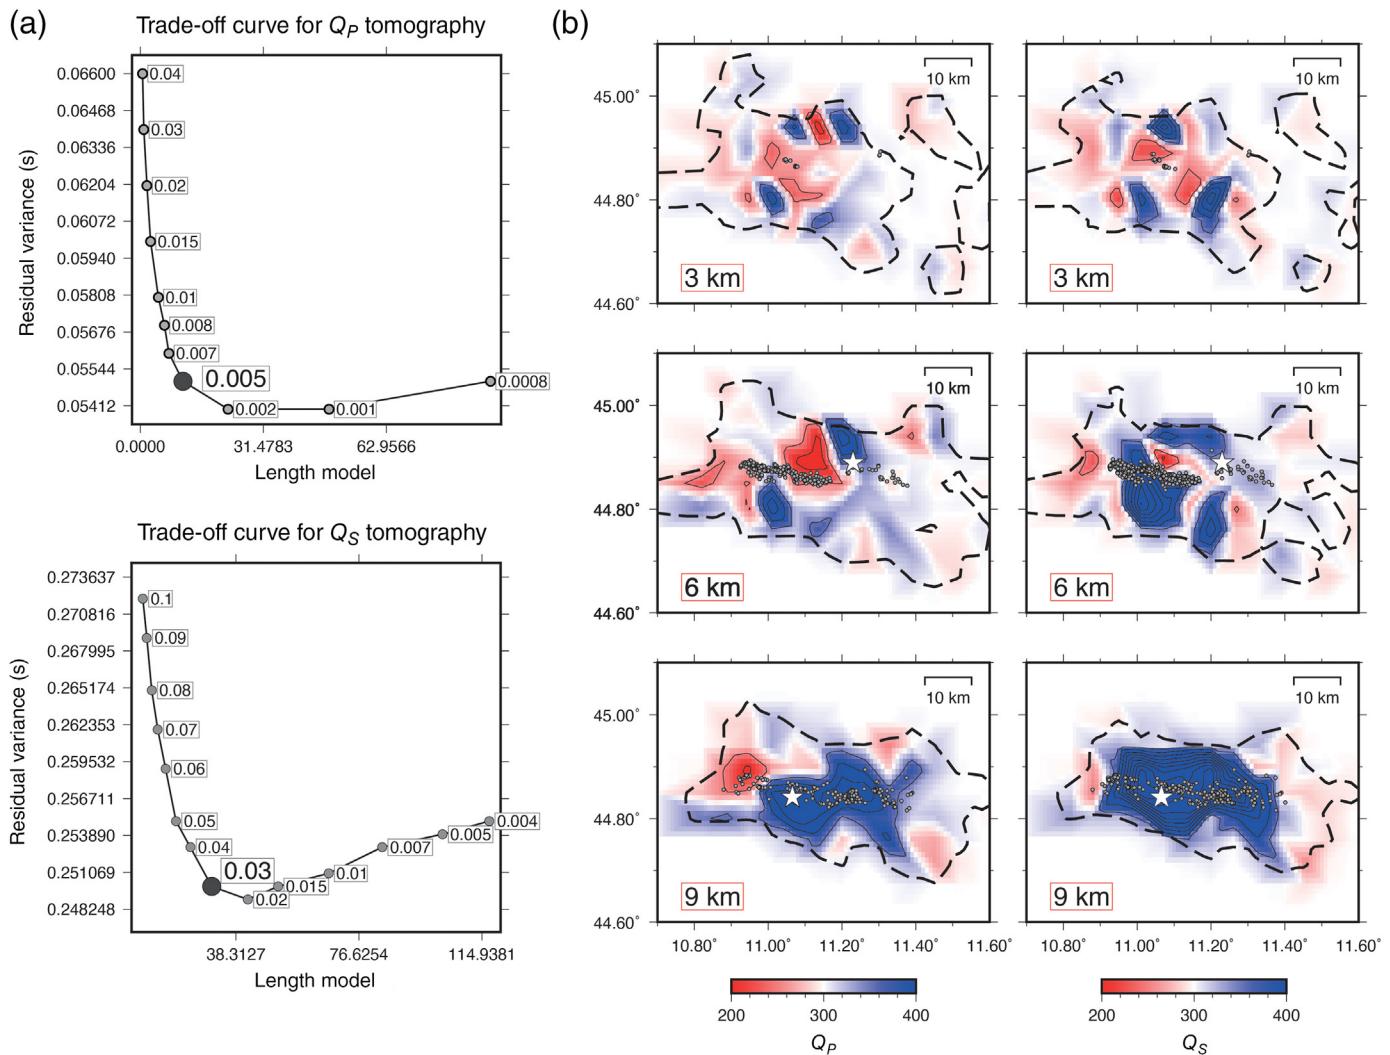 (a)
Trade-off curve for QP tomography
0.06600
0.06468
0.06336
0.06204
0.06072
0.05940
0.05808
0.05676
0.05544
0.05412
Residual variance (s)
0.04
0.03
0.02
0.015
0.01
0.008
0.007
0.005
0.002
0.001
0.0008
0.0000
31.4783
62.9566
Length model
Trade-off curve for QS tomography
0.273637
0.270816
0.267995
0.265174
0.262353
0.259532
0.256711
0.253890
0.251069
0.248248
Residual variance (s)
0.1
0.09
0.08
0.07
0.06
0.05
0.04
0.03
0.02
0.015
0.01
0.007
0.005
0.004
38.3127
76.6254
114.9381
Length model
(b)
45.00°
44.80°
44.60°
10 km
3 km
10 km
3 km
45.00°
44.80°
44.60°
10 km
6 km
10 km
6 km
45.00°
44.80°
44.60°
10 km
9 km
10 km
9 km
10.80° 11.00° 11.20° 11.40° 11.60°
10.80° 11.00° 11.20° 11.40° 11.60°
200 300 400
QP
200 300 400
QS